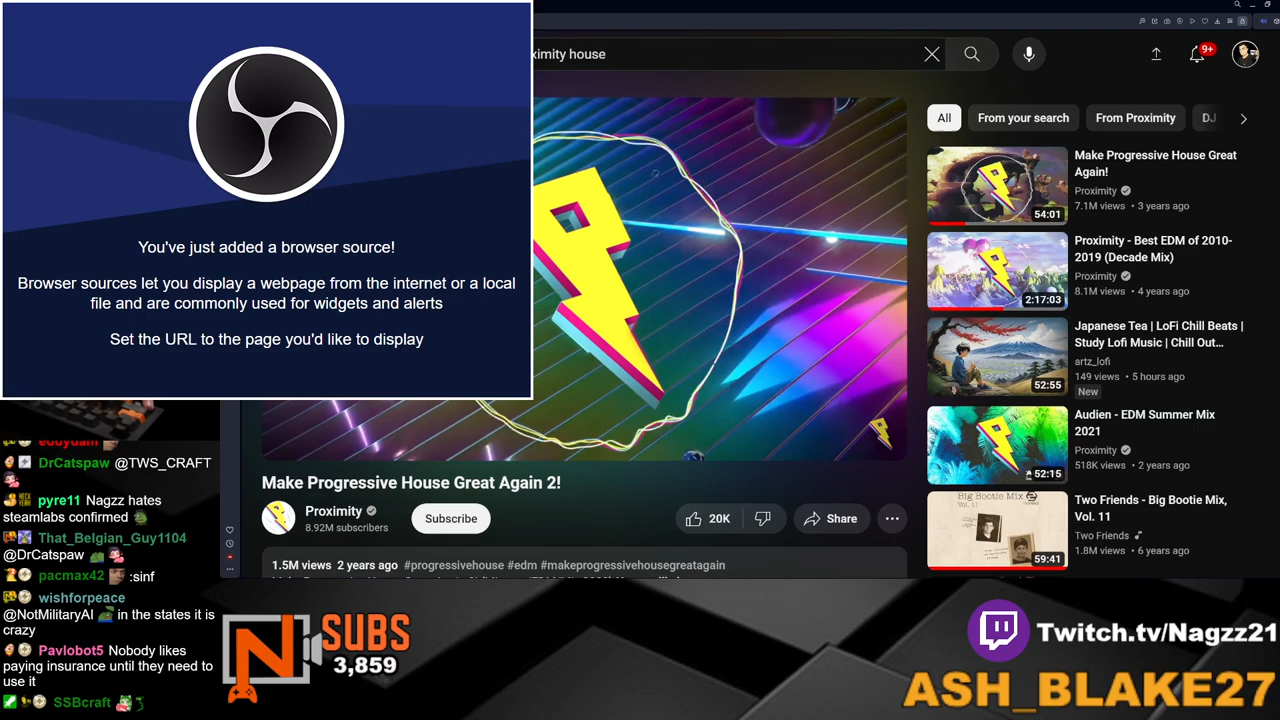 You've just added a browser source!
Browser sources let you display a webpage from the internet or a local
file and are commonly used for widgets and alerts
Set the URL to the page you'd like to display
ximity house
9+
All
From your search
From Proximity
DJ
Make Progressive House Great
Again!
Proximity
7.1M views • 3 years ago
54:01
Proximity - Best EDM of 2010-
2019 (Decade Mix)
Proximity
8.1M views • 4 years ago
2:17:03
Japanese Tea | LoFi Chill Beats |
Study Lofi Music | Chill Out...
artz_lofi
149 views • 5 hours ago
New
52:55
Audien - EDM Summer Mix
2021
Proximity
518K views • 2 years ago
52:15
Big Bootie Mix
Vol. 11
Two Friends - Big Bootie Mix,
Vol. 11
Two Friends
1.8M views • 6 years ago
59:41
Make Progressive House Great Again 2!
Proximity
8.92M subscribers
Subscribe
20K
Share
1.5M views 2 years ago #progressivehouse #edm #makeprogressivehousegreatagain
eddydam
DrCatspaw @TWS_CRAFT
pyre11 Nagzz hates
steamlabs confirmed
That_Belgian_Guy1104
@DrCatspaw
pacmax42 :sinf
wishforpeace
@NotMilitaryAI in the states it is
crazy
Pavlobot5 Nobody likes
paying insurance until they need to
use it
SSBcraft
N
SUBS
3,859
Twitch.tv/Nagzz21
ASH_BLAKE27